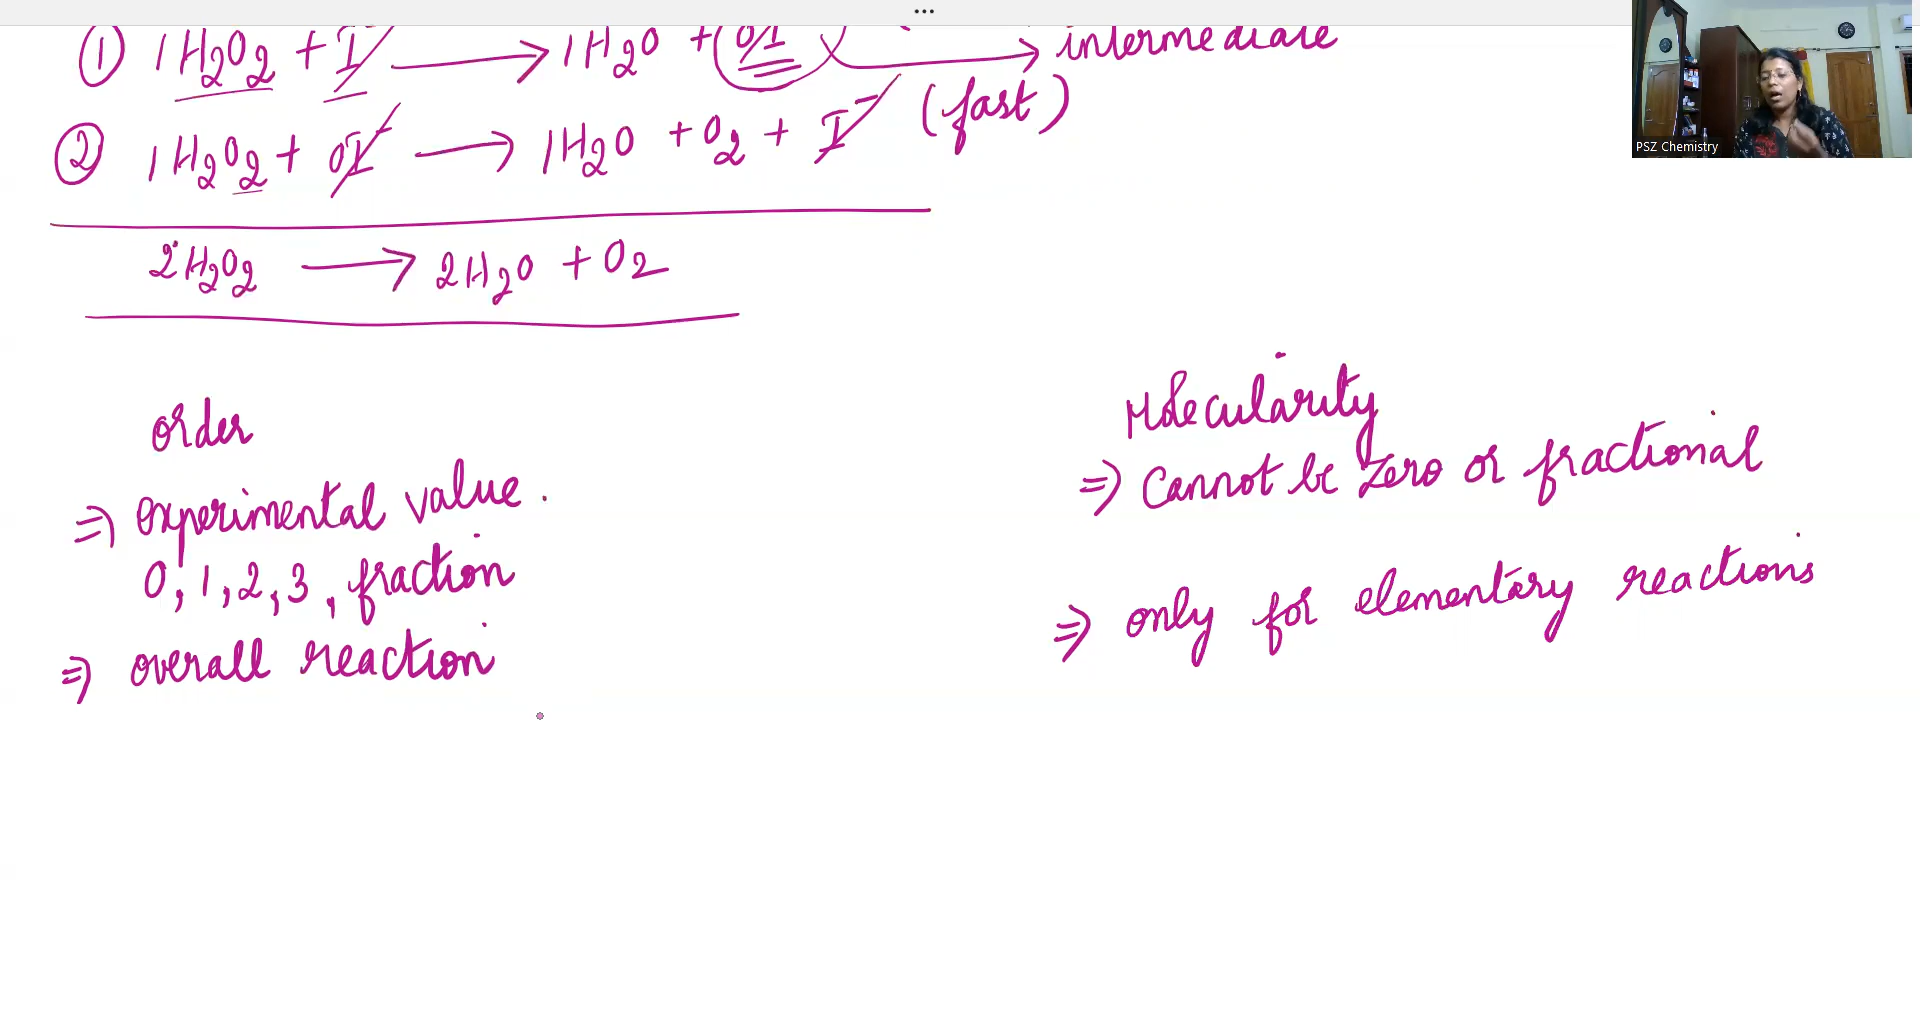 ① 1H₂O₂ + I⁻ → 1H₂O + OI⁻ → intermediate
② 1H₂O₂ + OI⁻ → 1H₂O + O₂ + I⁻ (fast)
2H₂O₂ → 2H₂O + O₂
order
⇒ experimental value.
0, 1, 2, 3, fraction
⇒ overall reaction
Molecularity
⇒ Cannot be Zero or fractional
⇒ only for elementary reactions
PSZ Chemistry